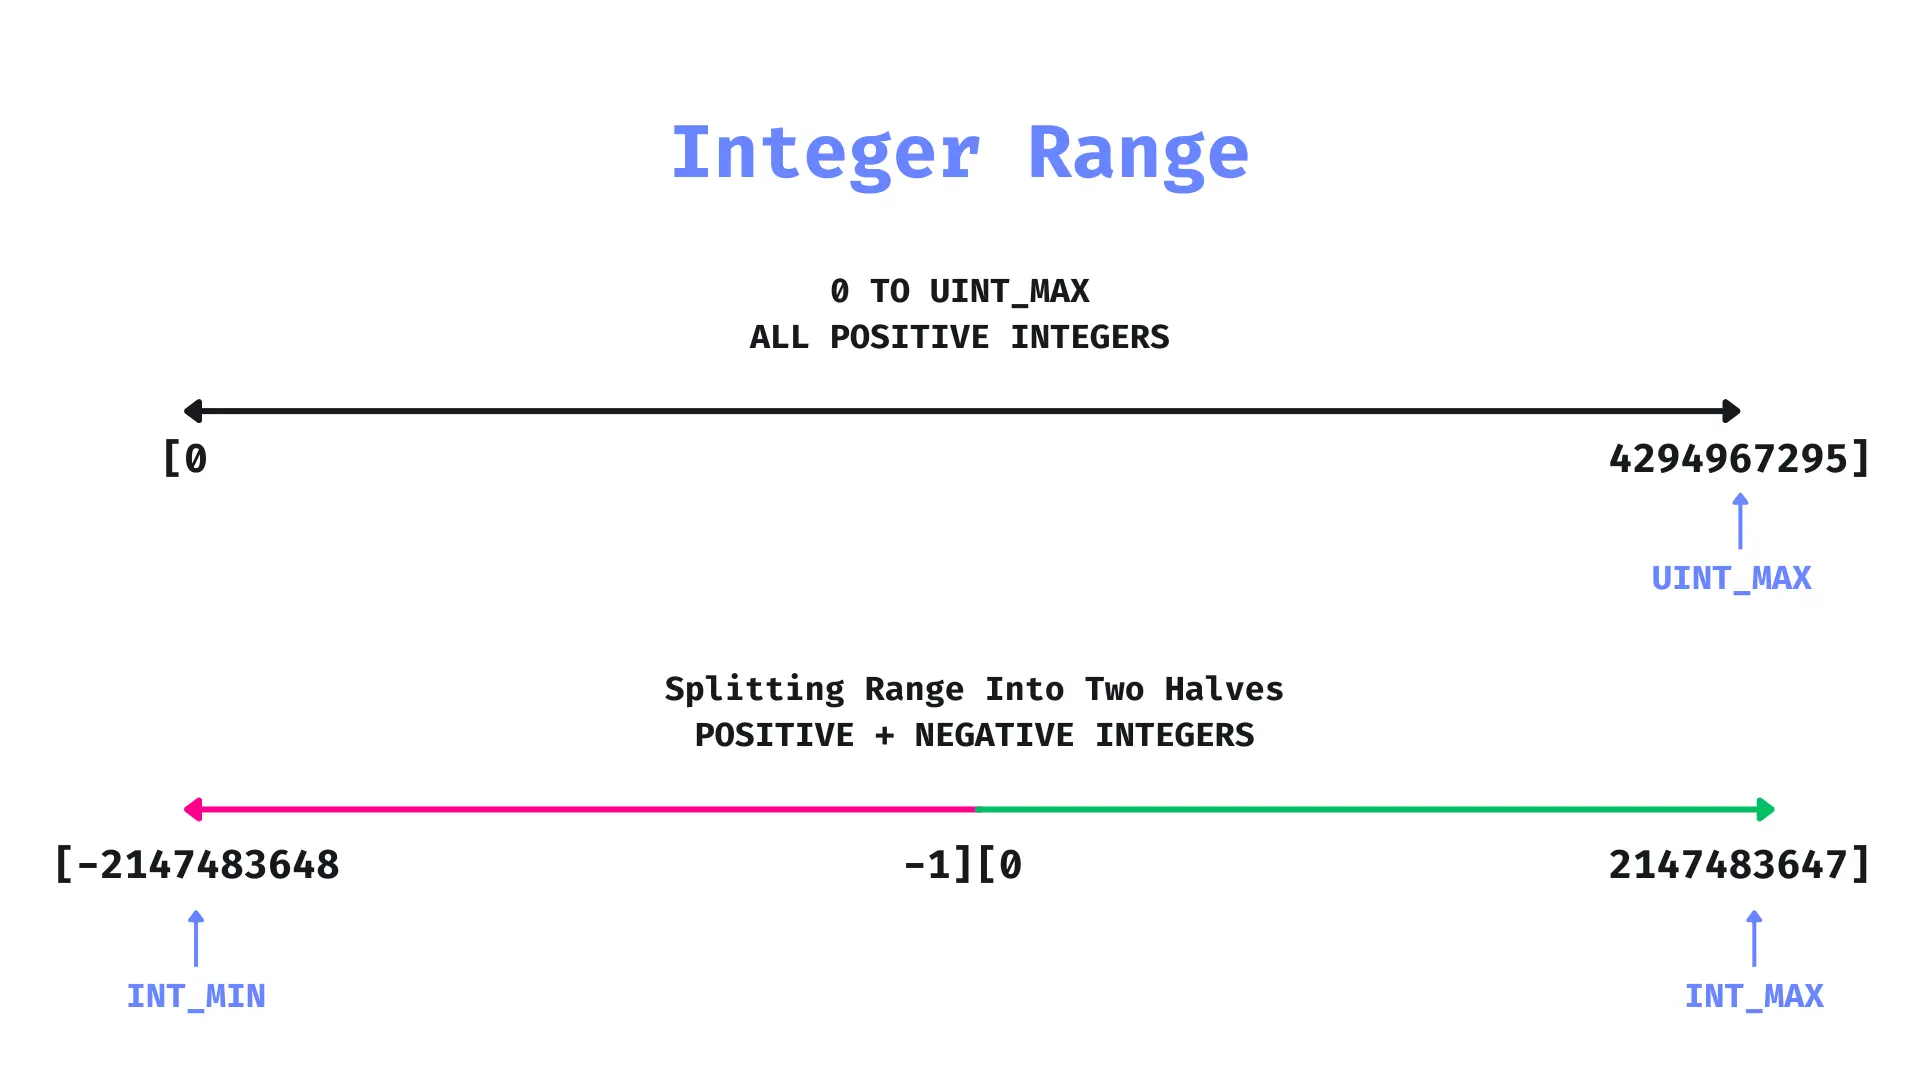 Integer Range
0 TO UINT_MAX
ALL POSITIVE INTEGERS
[0 4294967295]
UINT_MAX
Splitting Range Into Two Halves
POSITIVE + NEGATIVE INTEGERS
[-2147483648 -1][0 2147483647]
INT_MIN INT_MAX